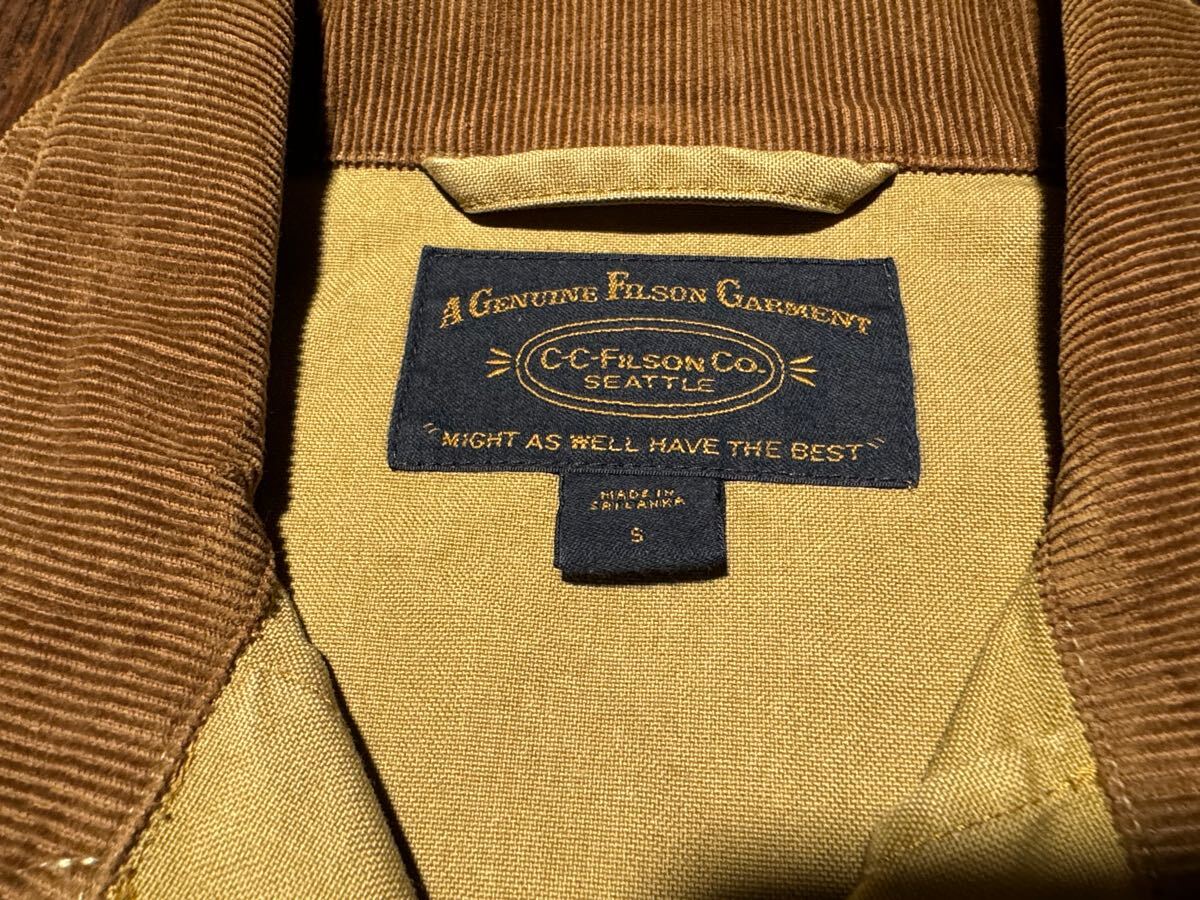 A GENUINE FILSON GARMENT
C-C-FILSON CO.
SEATTLE
"MIGHT AS WELL HAVE THE BEST"
MADE IN
SRI LANKA
S